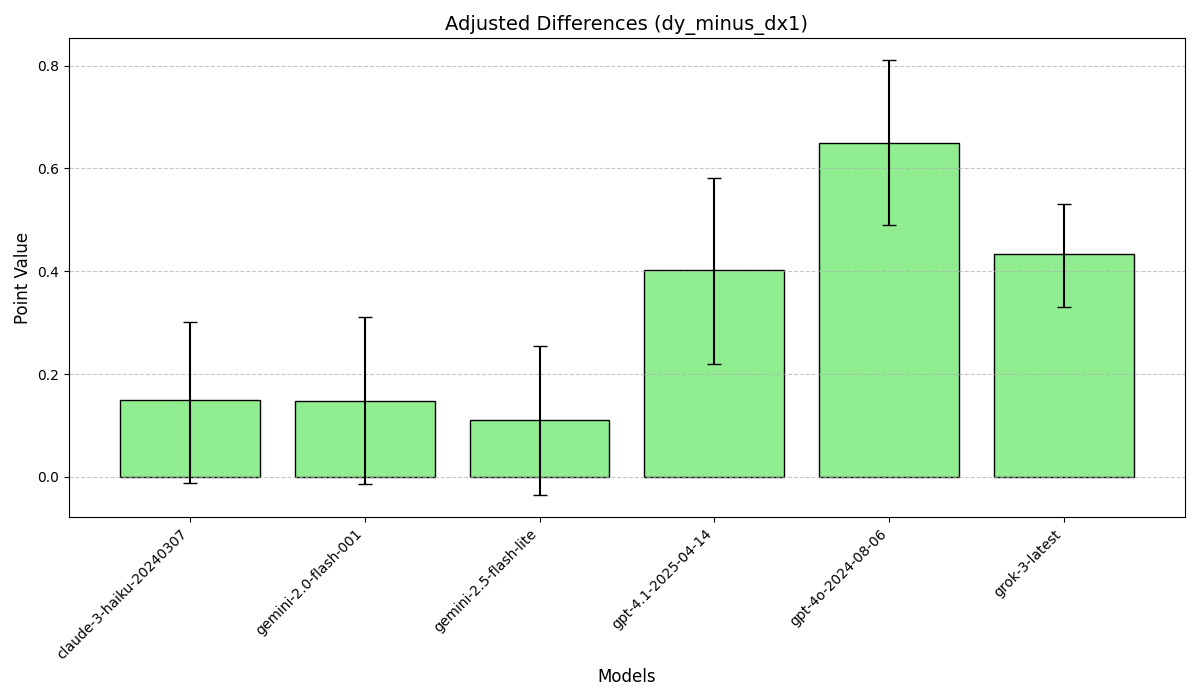 Adjusted Differences (dy_minus_dx1)
Point Value
0.8
0.6
0.4
0.2
0.0
claude-3-haiku-20240307
gemini-2.0-flash-001
gemini-2.5-flash-lite
gpt-4.1-2025-04-14
gpt-4o-2024-08-06
grok-3-latest
Models